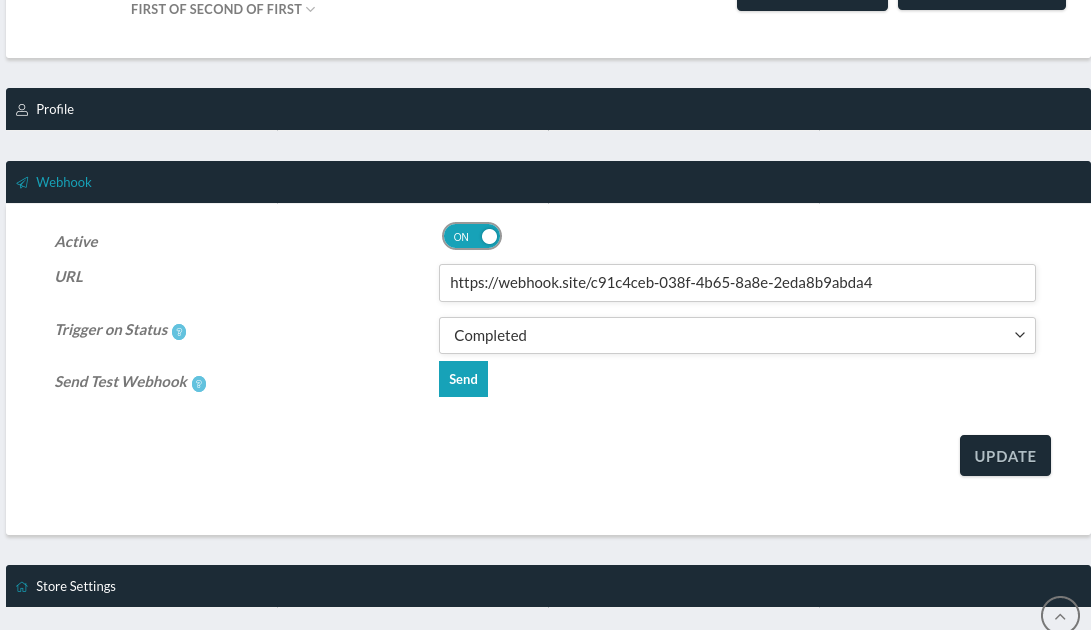 FIRST OF SECOND OF FIRST
Profile
Webhook
Active
ON
URL
https://webhook.site/c91c4ceb-038f-4b65-8a8e-2eda8b9abda4
Trigger on Status ?
Completed
Send Test Webhook ?
Send
UPDATE
Store Settings